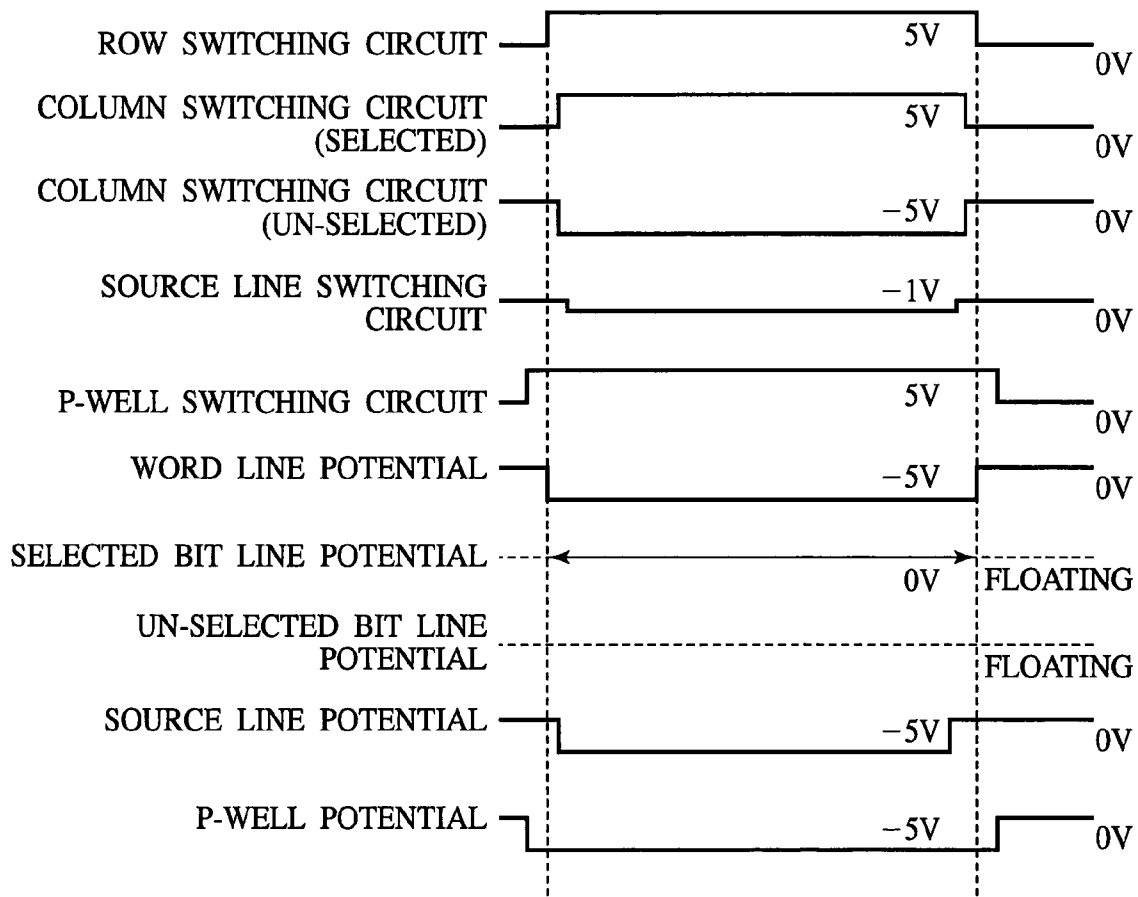 ROW SWITCHING CIRCUIT 5V 0V
COLUMN SWITCHING CIRCUIT
(SELECTED) 5V 0V
COLUMN SWITCHING CIRCUIT
(UN-SELECTED) −5V 0V
SOURCE LINE SWITCHING
CIRCUIT −1V 0V
P-WELL SWITCHING CIRCUIT 5V 0V
WORD LINE POTENTIAL −5V 0V
SELECTED BIT LINE POTENTIAL 0V FLOATING
UN-SELECTED BIT LINE
POTENTIAL FLOATING
SOURCE LINE POTENTIAL −5V 0V
P-WELL POTENTIAL −5V 0V